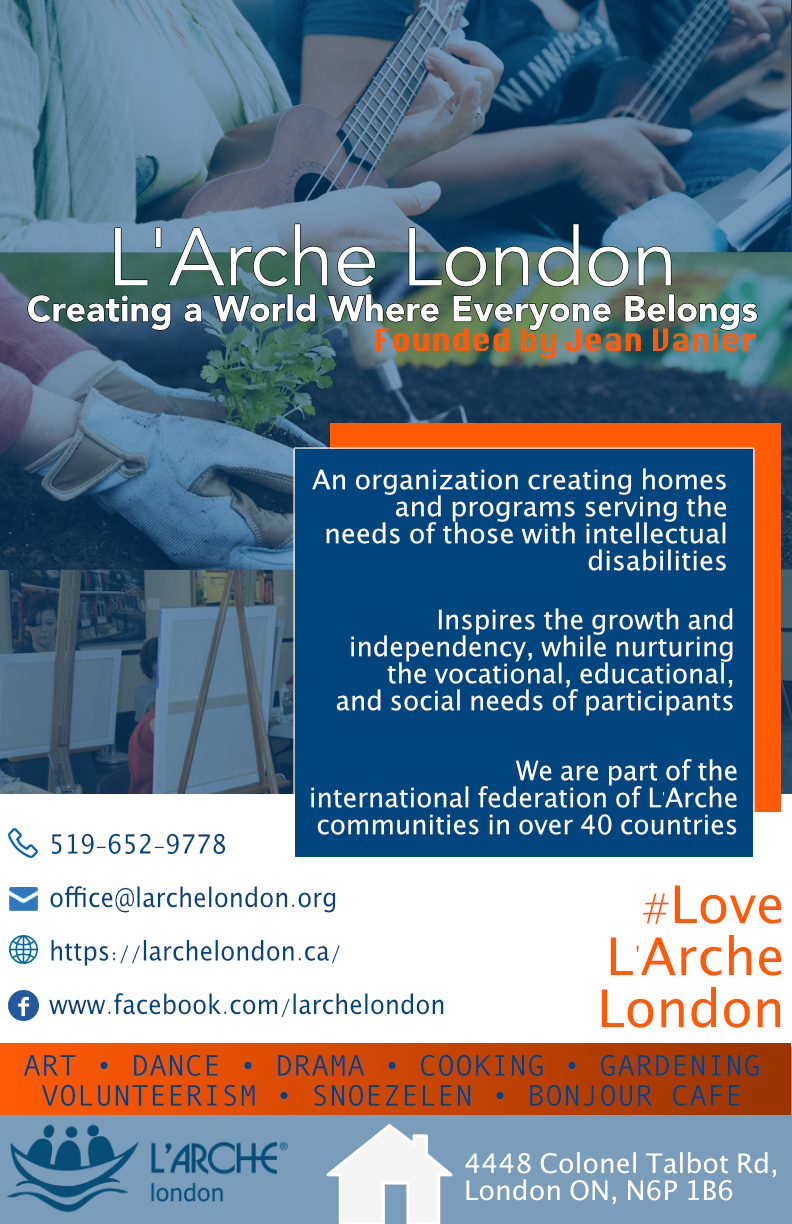 WINNIPEG
L'Arche London
Creating a World Where Everyone Belongs
Founded by Jean Vanier
An organization creating homes
and programs serving the
needs of those with intellectual
disabilities
Inspires the growth and
independency, while nurturing
the vocational, educational,
and social needs of participants
We are part of the
international federation of L'Arche
communities in over 40 countries
519-652-9778
office@larchelondon.org
https://larchelondon.ca/
www.facebook.com/larchelondon
#Love
L'Arche
London
ART • DANCE • DRAMA • COOKING • GARDENING
VOLUNTEERISM • SNOEZELEN • BONJOUR CAFE
L'ARCHE®
london
4448 Colonel Talbot Rd,
London ON, N6P 1B6